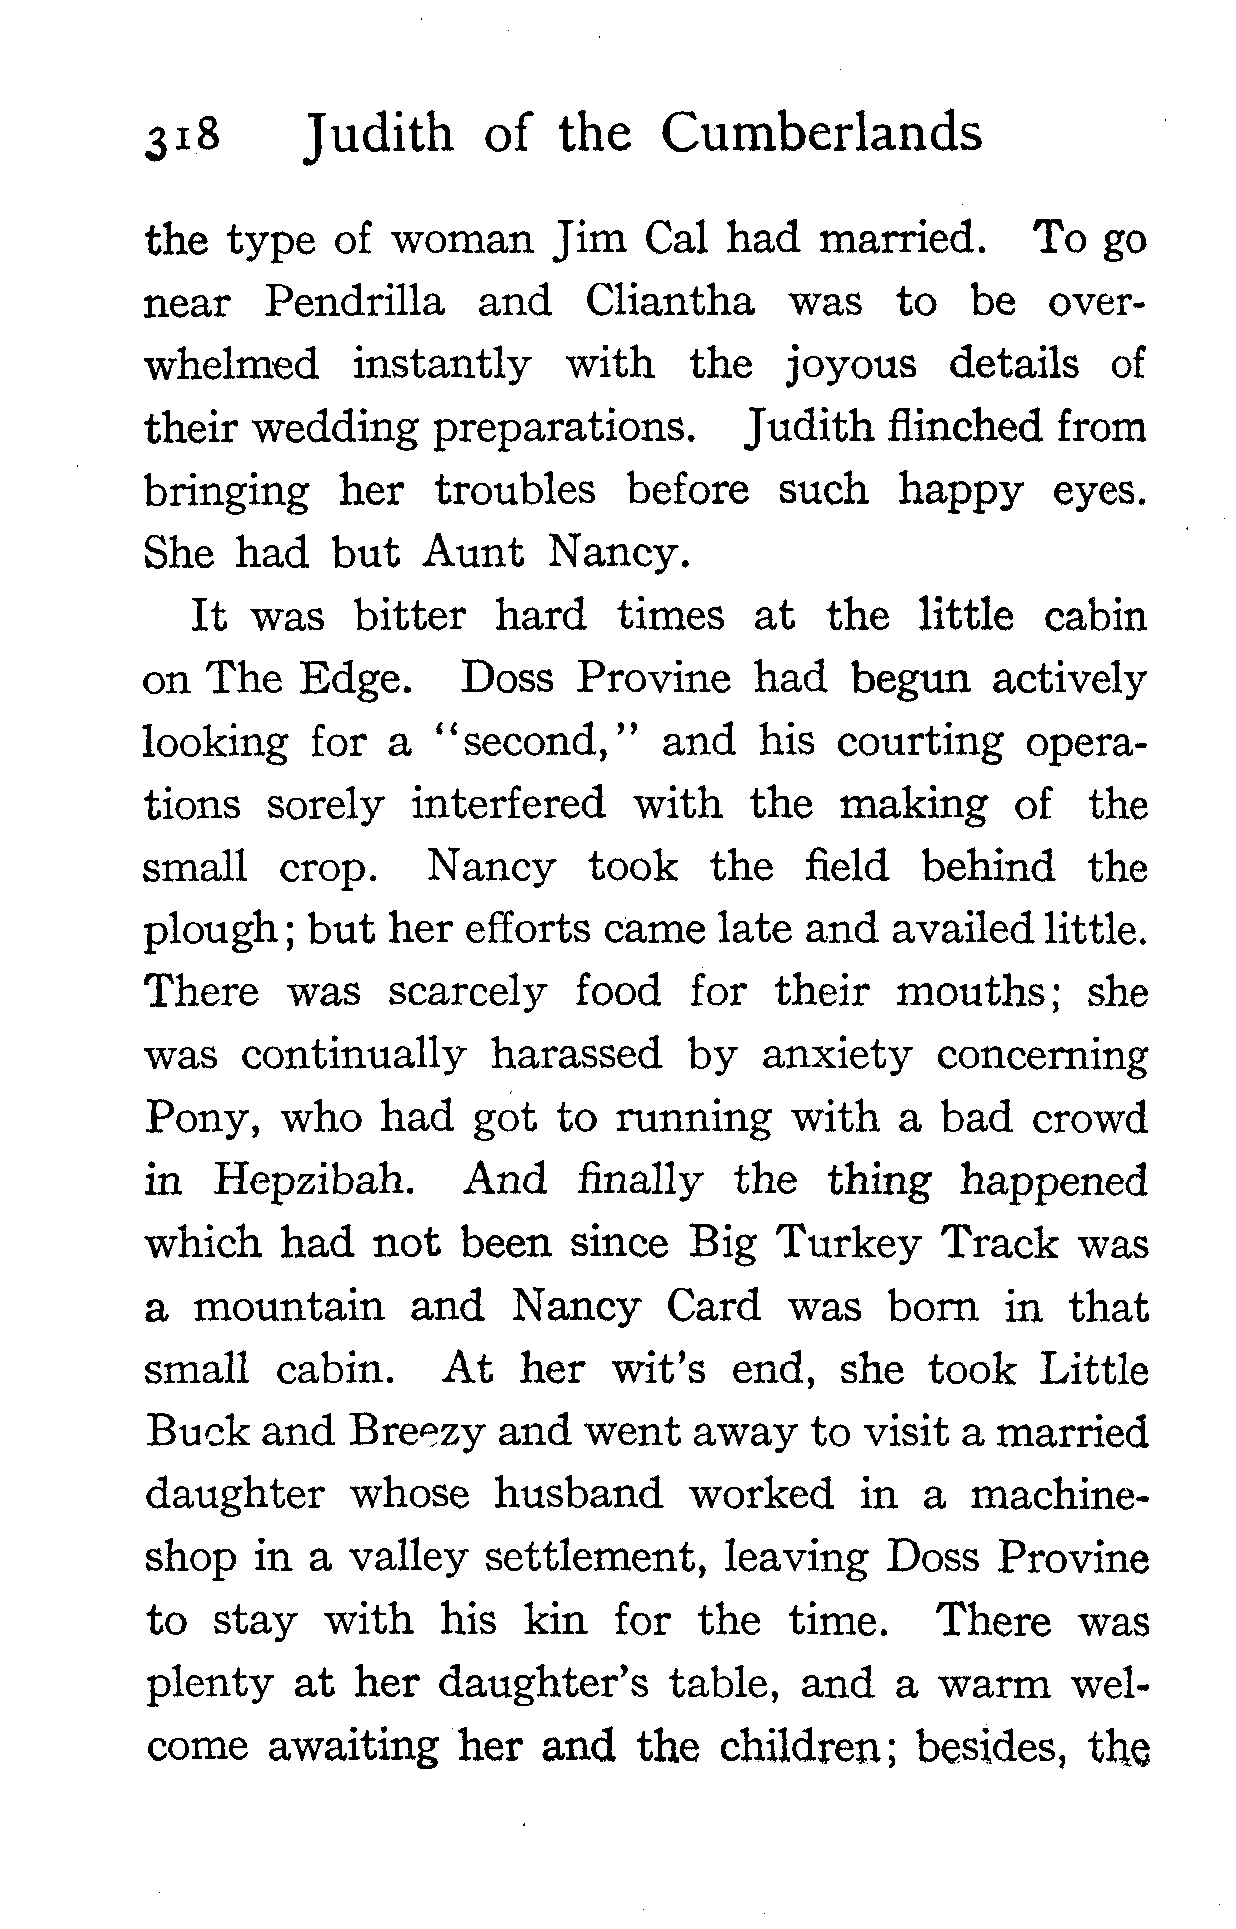 318 Judith of the Cumberlands
the type of woman Jim Cal had married. To go
near Pendrilla and Cliantha was to be over-
whelmed instantly with the joyous details of
their wedding preparations. Judith flinched from
bringing her troubles before such happy eyes.
She had but Aunt Nancy.
It was bitter hard times at the little cabin
on The Edge. Doss Provine had begun actively
looking for a "second," and his courting opera-
tions sorely interfered with the making of the
small crop. Nancy took the field behind the
plough; but her efforts came late and availed little.
There was scarcely food for their mouths; she
was continually harassed by anxiety concerning
Pony, who had got to running with a bad crowd
in Hepzibah. And finally the thing happened
which had not been since Big Turkey Track was
a mountain and Nancy Card was born in that
small cabin. At her wit's end, she took Little
Buck and Breezy and went away to visit a married
daughter whose husband worked in a machine-
shop in a valley settlement, leaving Doss Provine
to stay with his kin for the time. There was
plenty at her daughter's table, and a warm wel-
come awaiting her and the children; besides, the